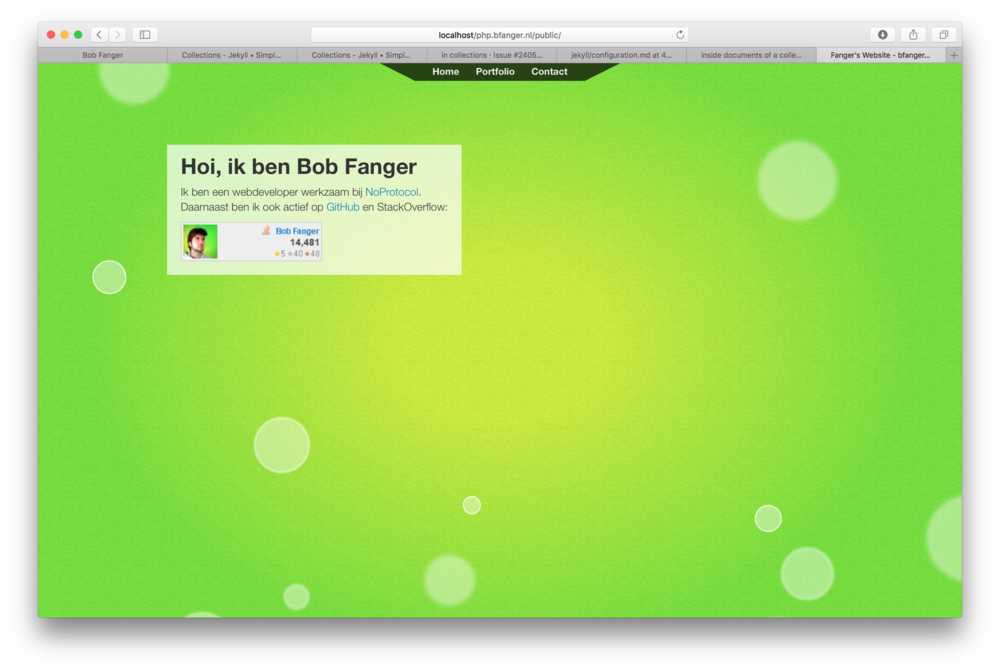 localhost/php.bfanger.nl/public/
Bob Fanger
Collections - Jekyll • Simpl...
Collections - Jekyll • Simpl...
in collections · Issue #2405...
jekyll/configuration.md at 4...
inside documents of a colle...
Fanger's Website - bfanger...
Home Portfolio Contact
Hoi, ik ben Bob Fanger
Ik ben een webdeveloper werkzaam bij NoProtocol.
Daarnaast ben ik ook actief op GitHub en StackOverflow:
Bob Fanger
14,481
5 40 48